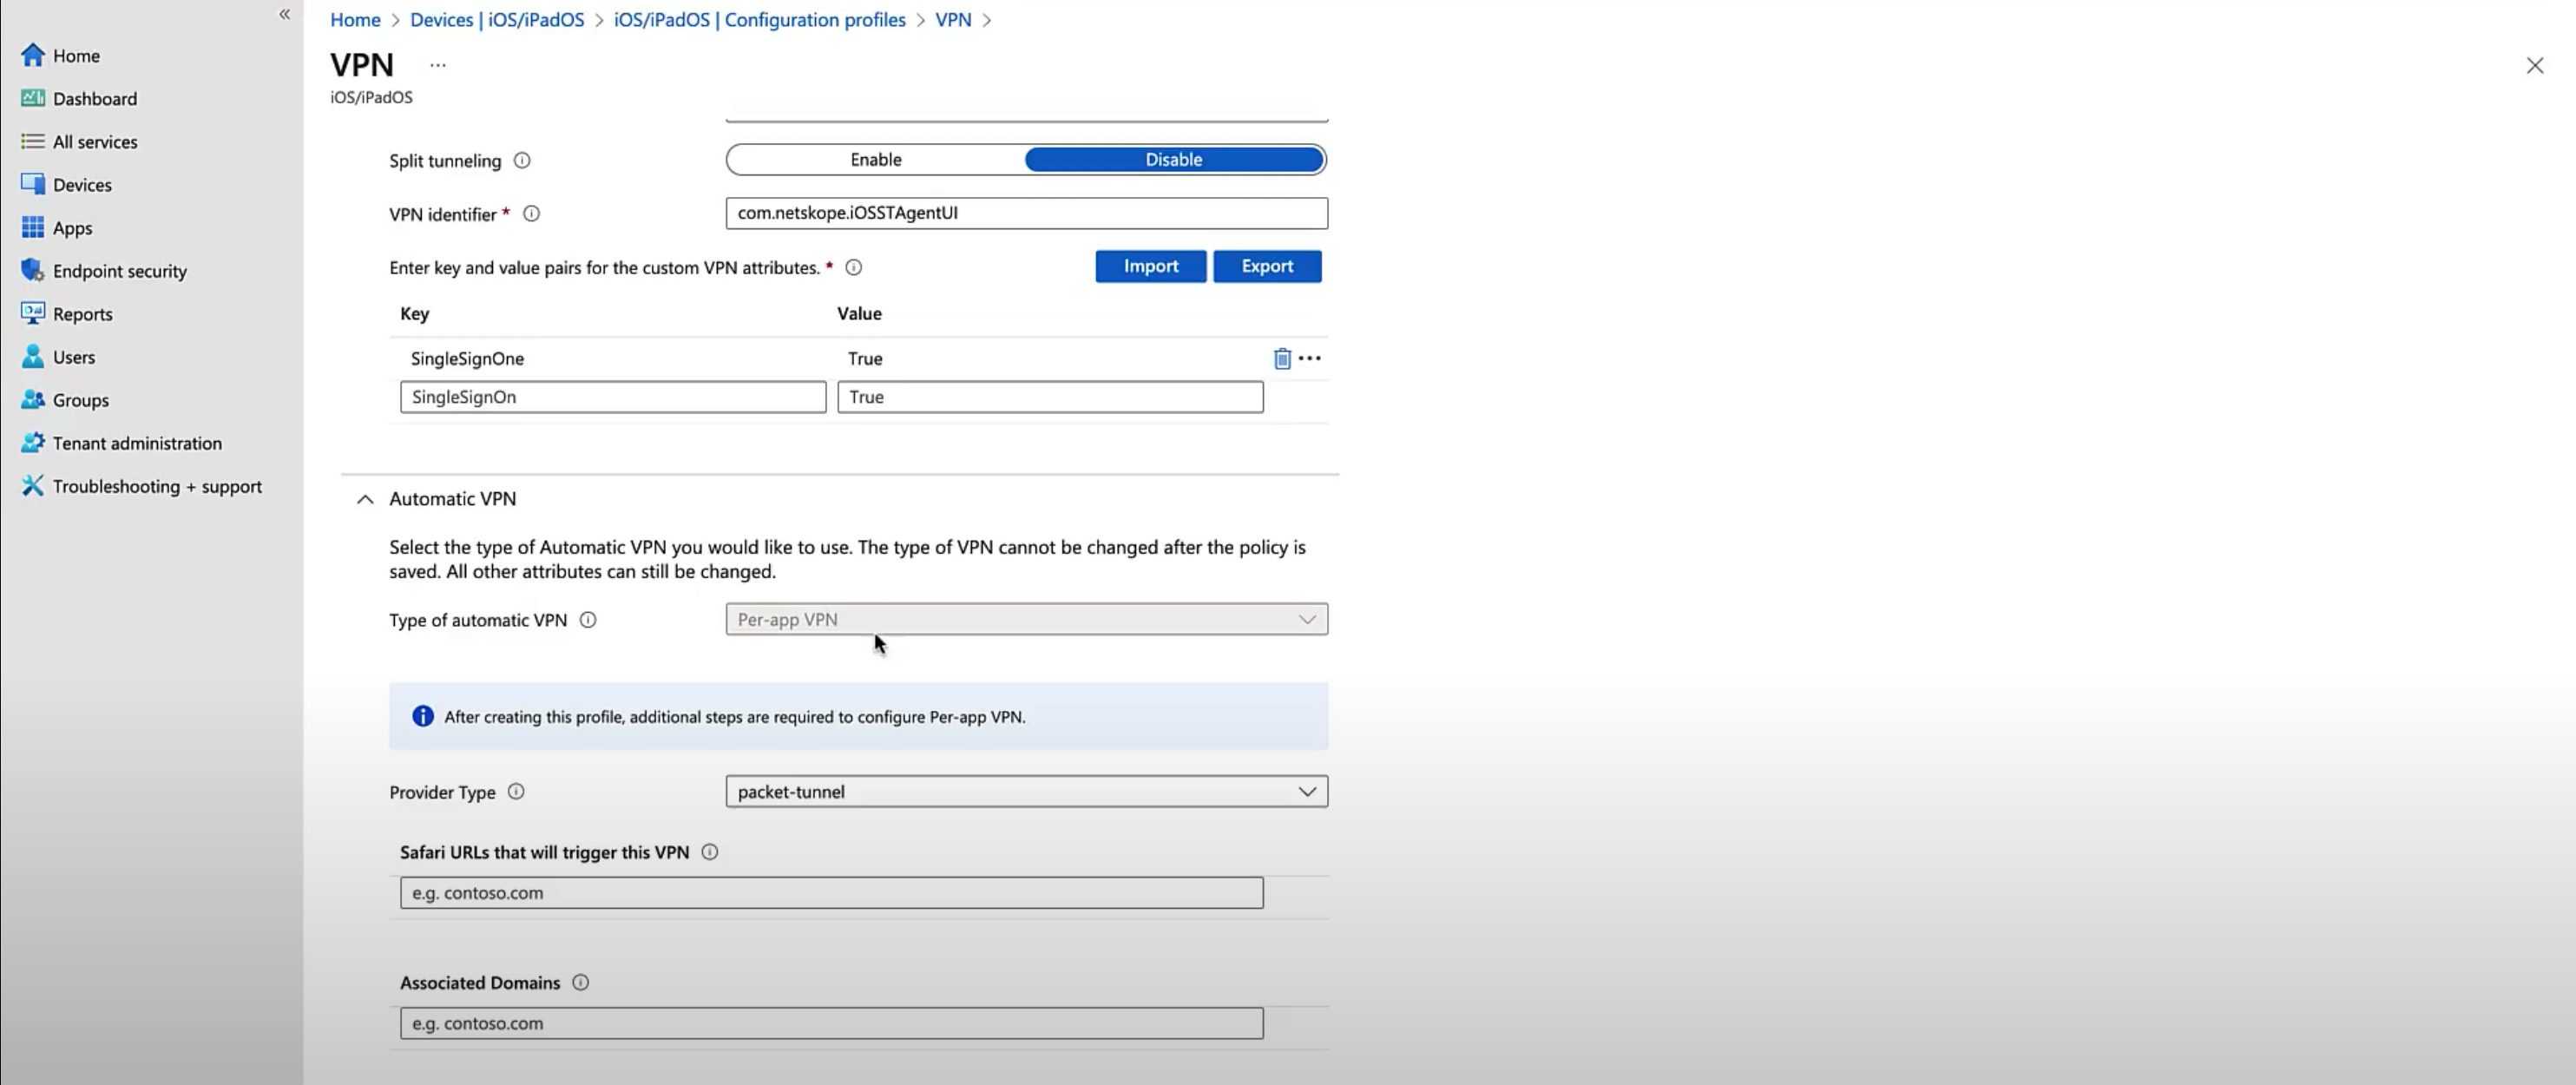 Home > Devices | iOS/iPadOS > iOS/iPadOS | Configuration profiles > VPN >
Home
Dashboard
All services
Devices
Apps
Endpoint security
Reports
Users
Groups
Tenant administration
Troubleshooting + support
VPN ...
iOS/iPadOS
Split tunneling Enable Disable
VPN identifier * com.netskope.iOSSTAgentUI
Enter key and value pairs for the custom VPN attributes. * Import Export
Key Value
SingleSignOne True
SingleSignOn True
Automatic VPN
Select the type of Automatic VPN you would like to use. The type of VPN cannot be changed after the policy is
saved. All other attributes can still be changed.
Type of automatic VPN Per-app VPN
After creating this profile, additional steps are required to configure Per-app VPN.
Provider Type packet-tunnel
Safari URLs that will trigger this VPN
e.g. contoso.com
Associated Domains
e.g. contoso.com